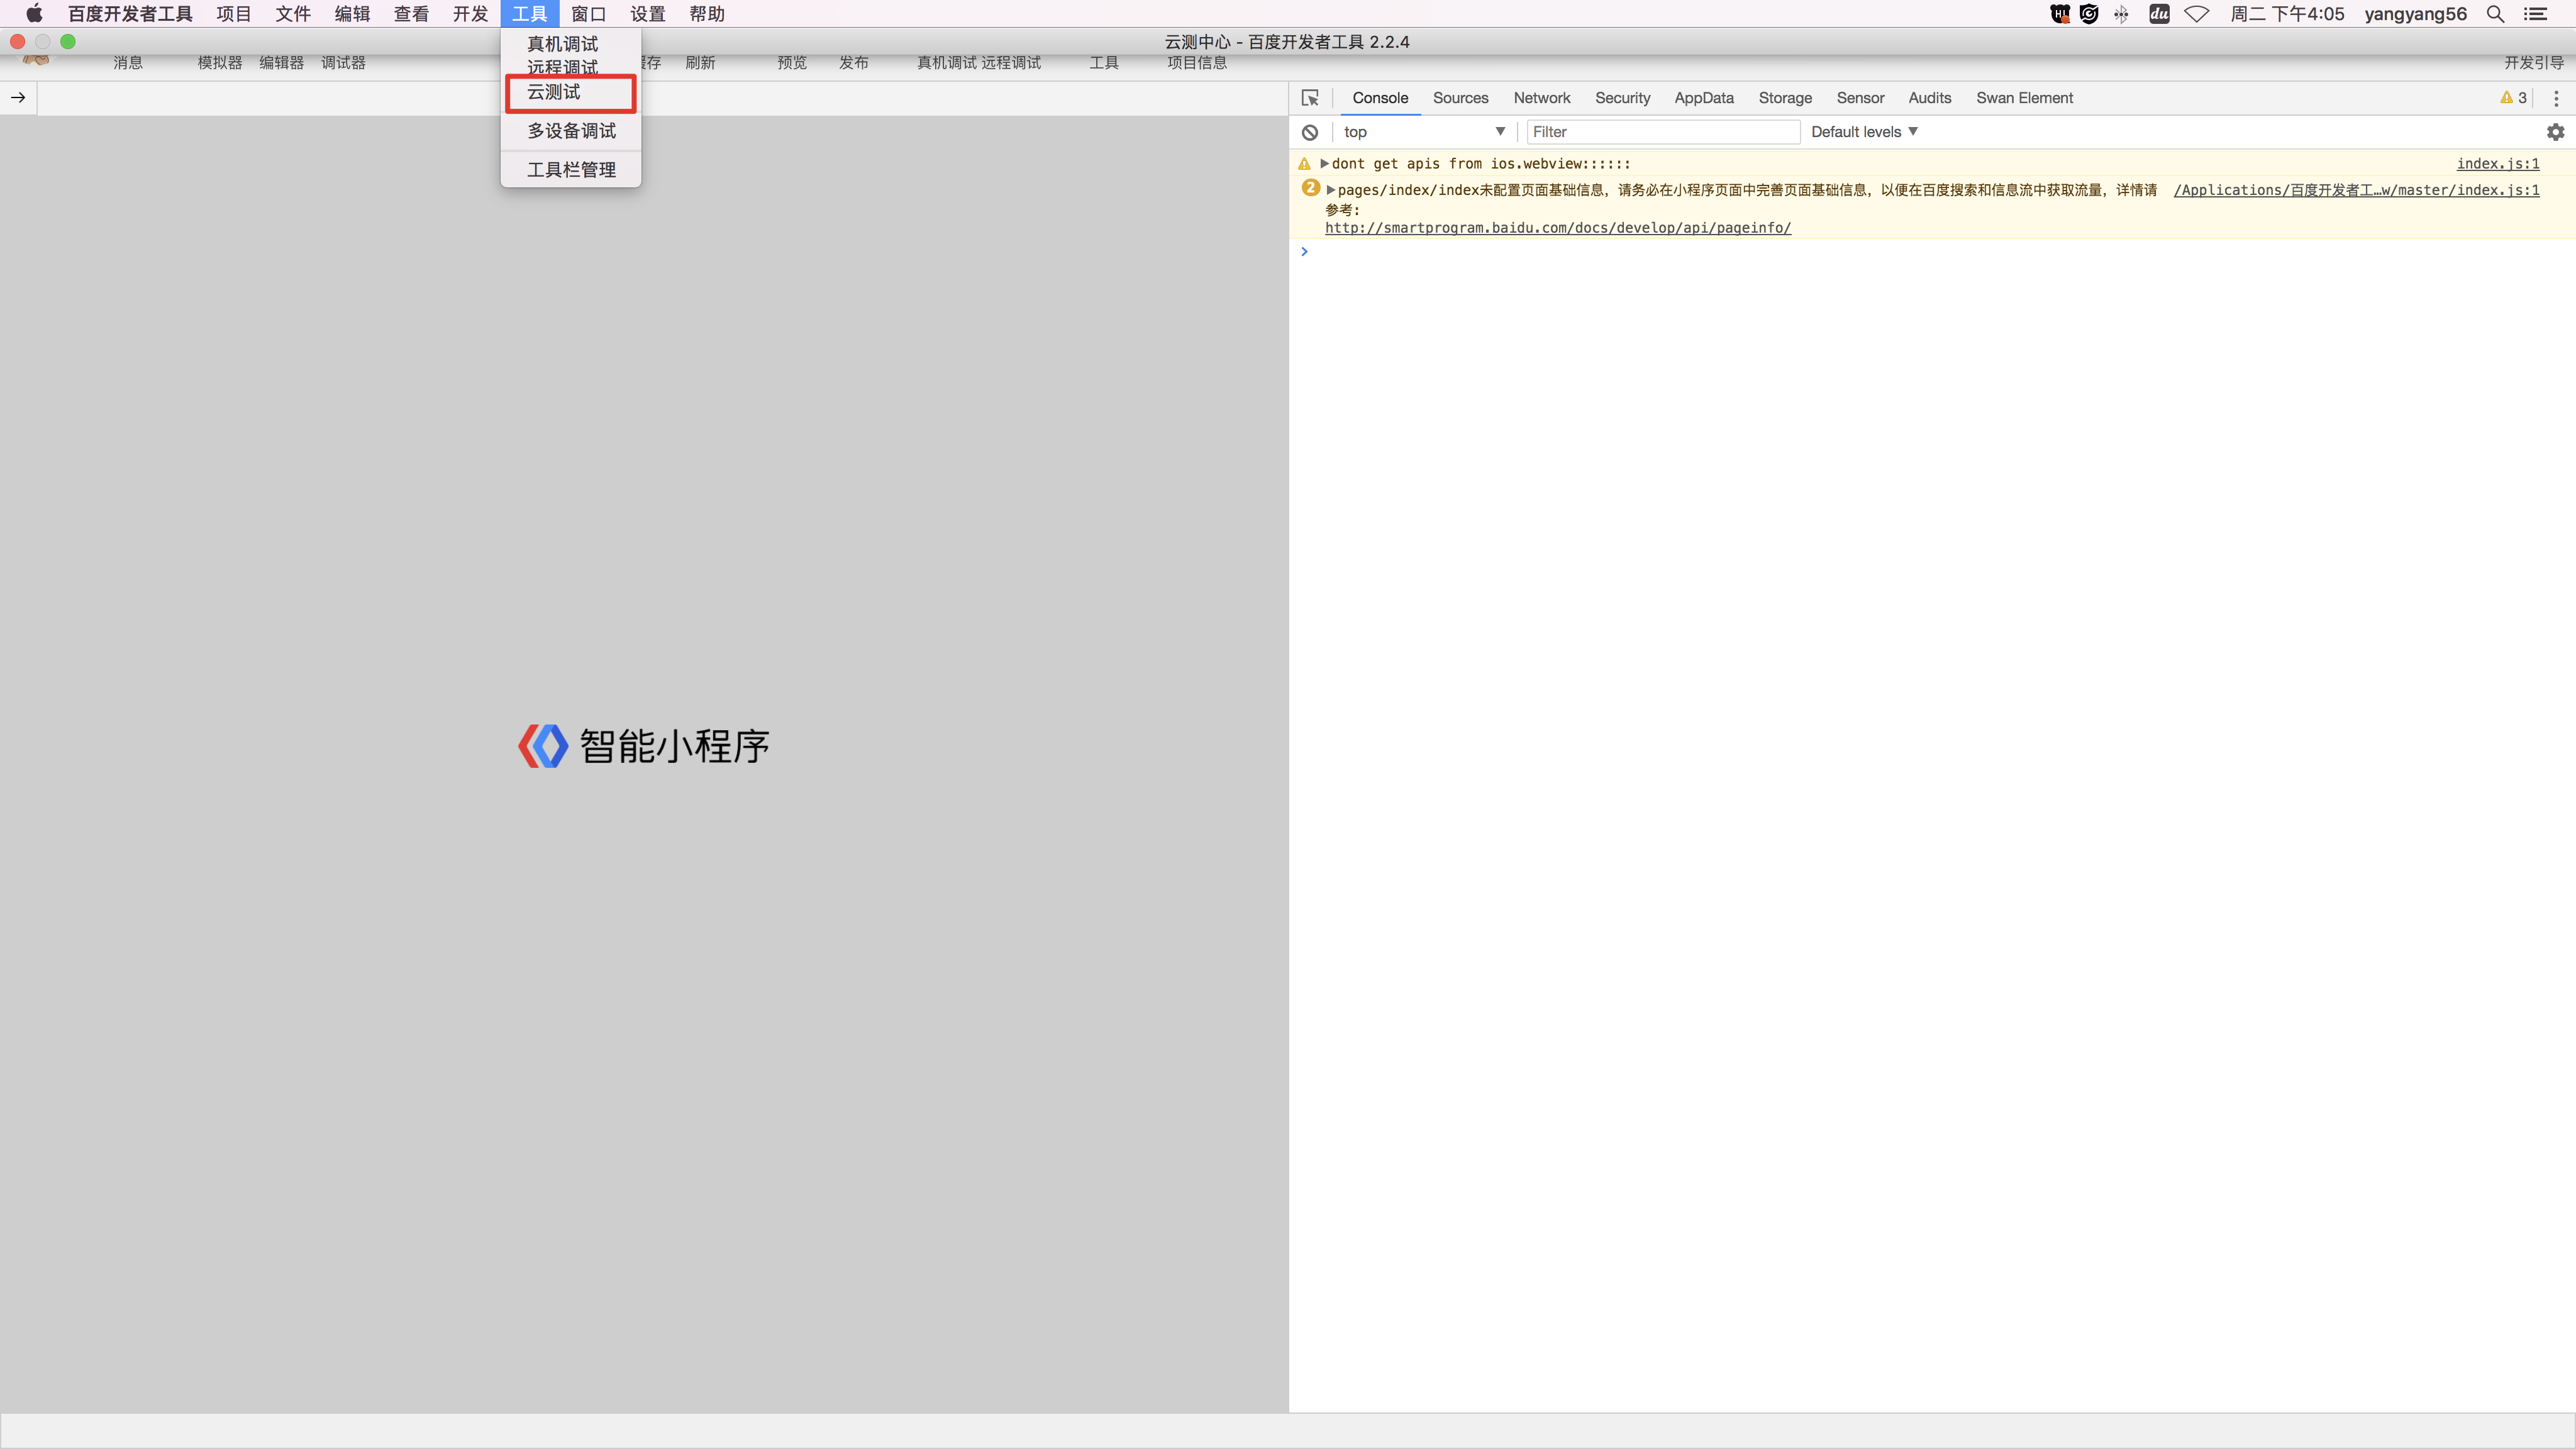 百度开发者工具 项目 文件 编辑 查看 开发 工具 窗口 设置 帮助 du 周二 下午4:05 yangyang56
云测中心 - 百度开发者工具 2.2.4
消息 模拟器 编辑器 调试器 存 刷新 预览 发布 真机调试 远程调试 工具 项目信息 开发引导
真机调试
远程调试
云测试
多设备调试
工具栏管理
Console Sources Network Security AppData Storage Sensor Audits Swan Element 3
top Filter Default levels
dont get apis from ios.webview:::::: index.js:1
2 pages/index/index未配置页面基础信息，请务必在小程序页面中完善页面基础信息，以便在百度搜索和信息流中获取流量，详情请 /Applications/百度开发者工…w/master/index.js:1
参考:
http://smartprogram.baidu.com/docs/develop/api/pageinfo/
智能小程序